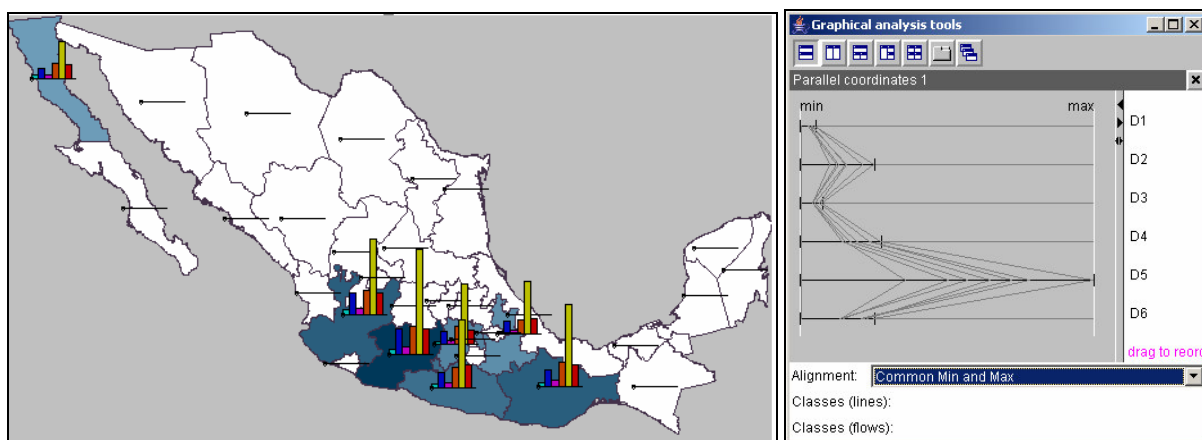 Graphical analysis tools
Parallel coordinates 1
min max
D1
D2
D3
D4
D5
D6
drag to reord
Alignment: Common Min and Max
Classes (lines):
Classes (flows):